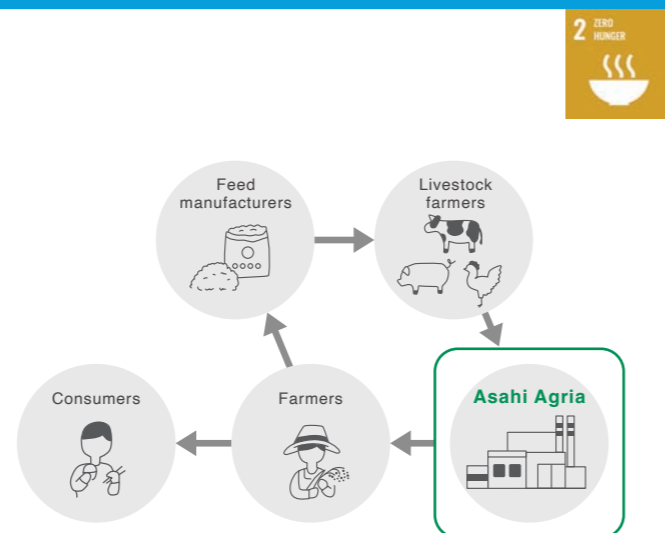 2 ZERO
HUNGER
Feed
manufacturers
Livestock
farmers
Consumers
Farmers
Asahi Agria